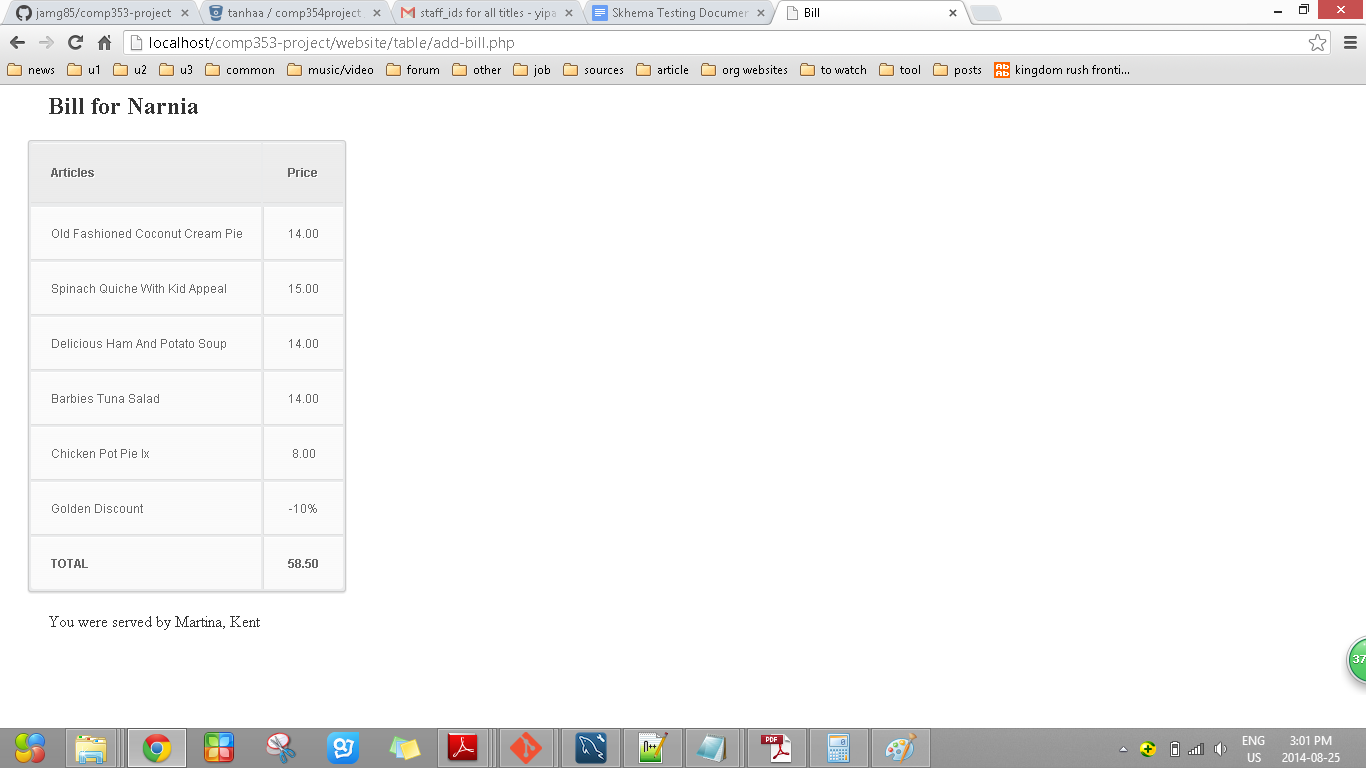 jamg85/comp353-project
tanhaa / comp354project
staff_ids for all titles - yipa
Skhema Testing Documen
Bill
localhost/comp353-project/website/table/add-bill.php
news u1 u2 u3 common music/video forum other job sources article org websites to watch tool posts kingdom rush fronti...
Bill for Narnia
Articles Price
Old Fashioned Coconut Cream Pie 14.00
Spinach Quiche With Kid Appeal 15.00
Delicious Ham And Potato Soup 14.00
Barbies Tuna Salad 14.00
Chicken Pot Pie Ix 8.00
Golden Discount -10%
TOTAL 58.50
You were served by Martina, Kent
37
ENG 3:01 PM
US 2014-08-25